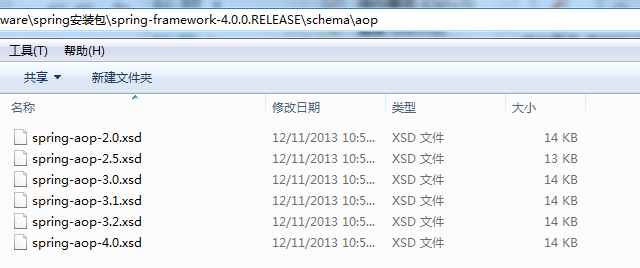 ware\spring安装包\spring-framework-4.0.0.RELEASE\schema\aop
工具(T) 帮助(H)
共享 新建文件夹
名称 修改日期 类型 大小
spring-aop-2.0.xsd 12/11/2013 10:5... XSD 文件 14 KB
spring-aop-2.5.xsd 12/11/2013 10:5... XSD 文件 13 KB
spring-aop-3.0.xsd 12/11/2013 10:5... XSD 文件 14 KB
spring-aop-3.1.xsd 12/11/2013 10:5... XSD 文件 14 KB
spring-aop-3.2.xsd 12/11/2013 10:5... XSD 文件 14 KB
spring-aop-4.0.xsd 12/11/2013 10:5... XSD 文件 14 KB